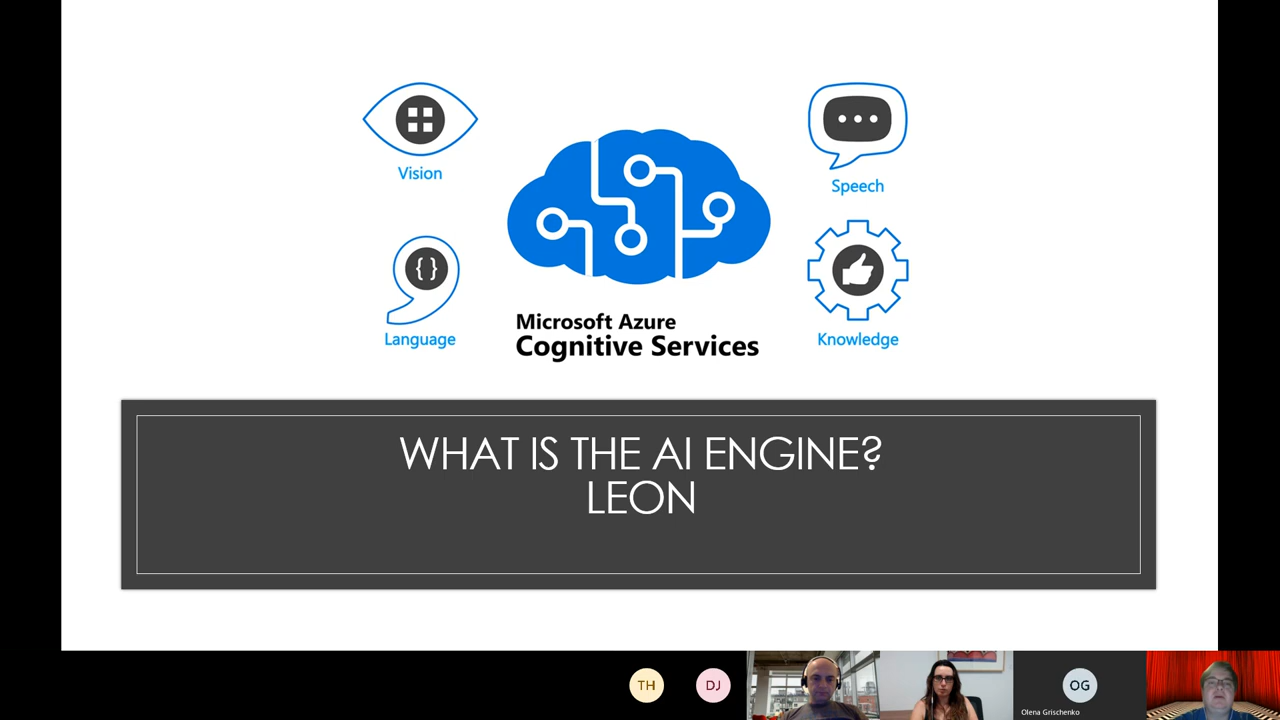 Vision
Speech
Language
Knowledge
{}
Microsoft Azure
Cognitive Services
WHAT IS THE AI ENGINE?
LEON
TH
DJ
OG
Olena Grischenko